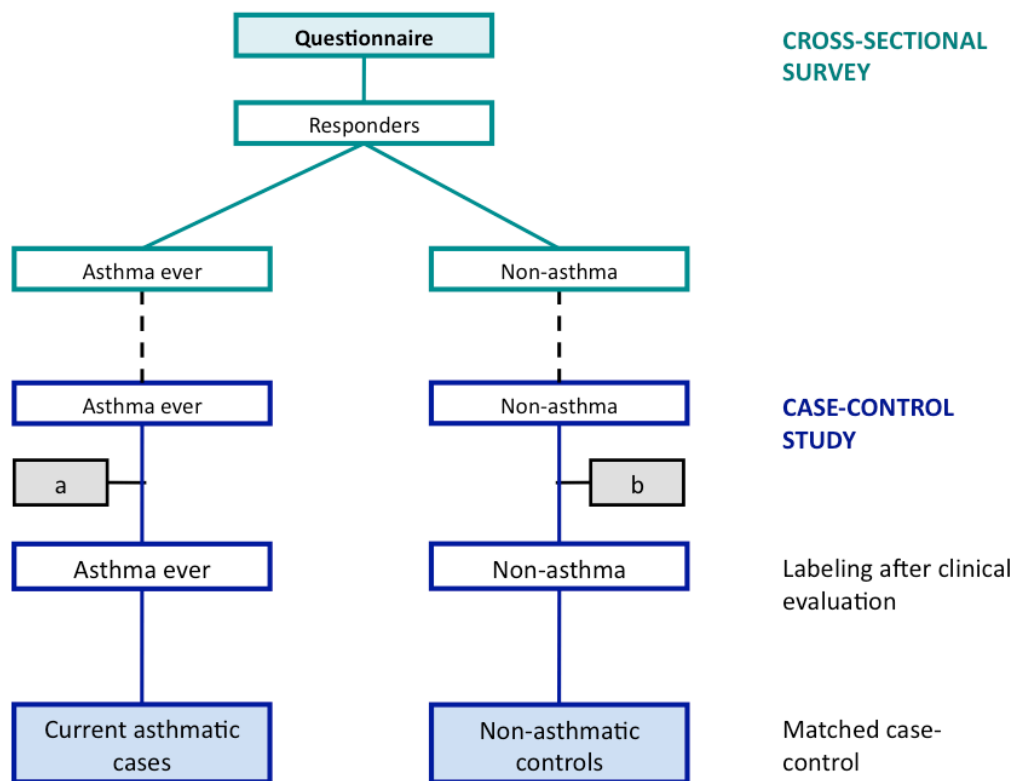 Questionnaire
CROSS-SECTIONAL
SURVEY
Responders
Asthma ever
Non-asthma
Asthma ever
Non-asthma
CASE-CONTROL
STUDY
a
b
Asthma ever
Non-asthma
Labeling after clinical
evaluation
Current asthmatic
cases
Non-asthmatic
controls
Matched case-
control